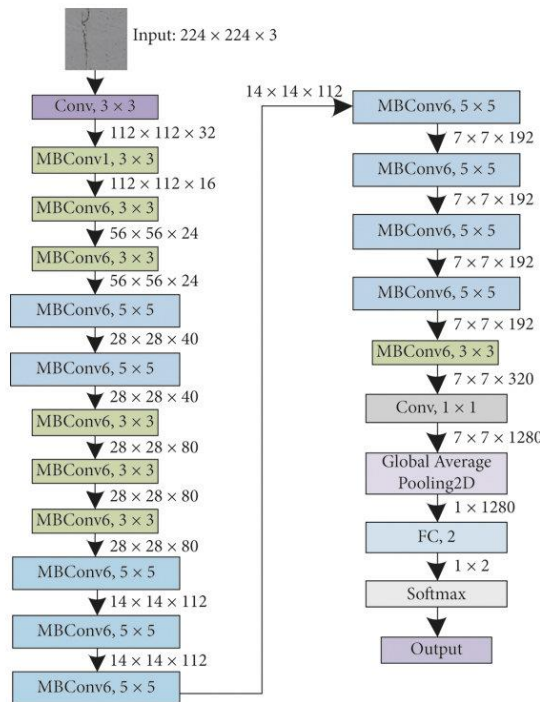 Input: 224 × 224 × 3
Conv, 3 × 3
112 × 112 × 32
MBConv1, 3 × 3
112 × 112 × 16
MBConv6, 3 × 3
56 × 56 × 24
MBConv6, 3 × 3
56 × 56 × 24
MBConv6, 5 × 5
28 × 28 × 40
MBConv6, 5 × 5
28 × 28 × 40
MBConv6, 3 × 3
28 × 28 × 80
MBConv6, 3 × 3
28 × 28 × 80
MBConv6, 3 × 3
28 × 28 × 80
MBConv6, 5 × 5
14 × 14 × 112
MBConv6, 5 × 5
14 × 14 × 112
MBConv6, 5 × 5
14 × 14 × 112
MBConv6, 5 × 5
7 × 7 × 192
MBConv6, 5 × 5
7 × 7 × 192
MBConv6, 5 × 5
7 × 7 × 192
MBConv6, 5 × 5
7 × 7 × 192
MBConv6, 3 × 3
7 × 7 × 320
Conv, 1 × 1
7 × 7 × 1280
Global Average
Pooling2D
1 × 1280
FC, 2
1 × 2
Softmax
Output